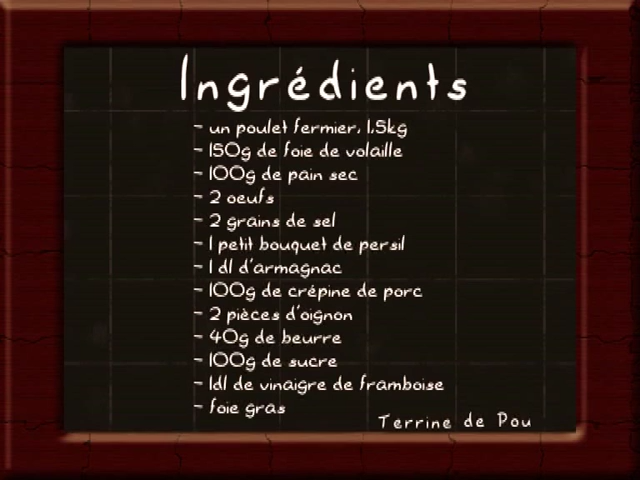 Ingrédients
- un poulet fermier, 1,5kg
- 150g de foie de volaille
- 100g de pain sec
- 2 oeufs
- 2 grains de sel
- 1 petit bouquet de persil
- 1 dl d'armagnac
- 100g de crépine de porc
- 2 pièces d'oignon
- 40g de beurre
- 100g de sucre
- 1dl de vinaigre de framboise
- foie gras
Terrine de Pou